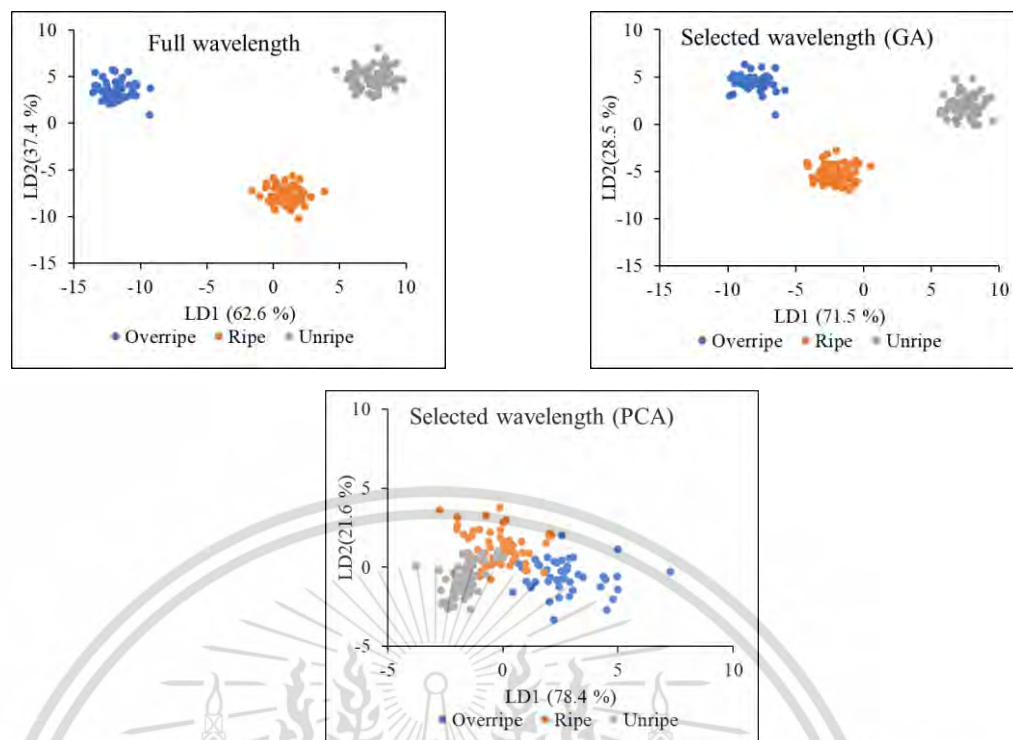 Full wavelength
10
5
0
-5
-10
-15
-15 -10 -5 0 5 10
LD2(37.4 %)
LD1 (62.6 %)
Overripe Ripe Unripe
Selected wavelength (GA)
10
5
0
-5
-10
-15
-15 -10 -5 0 5 10
LD2(28.5 %)
LD1 (71.5 %)
Overripe Ripe Unripe
Selected wavelength (PCA)
10
5
0
-5
-5 0 5 10
LD2(21.6 %)
LD1 (78.4 %)
Overripe Ripe Unripe